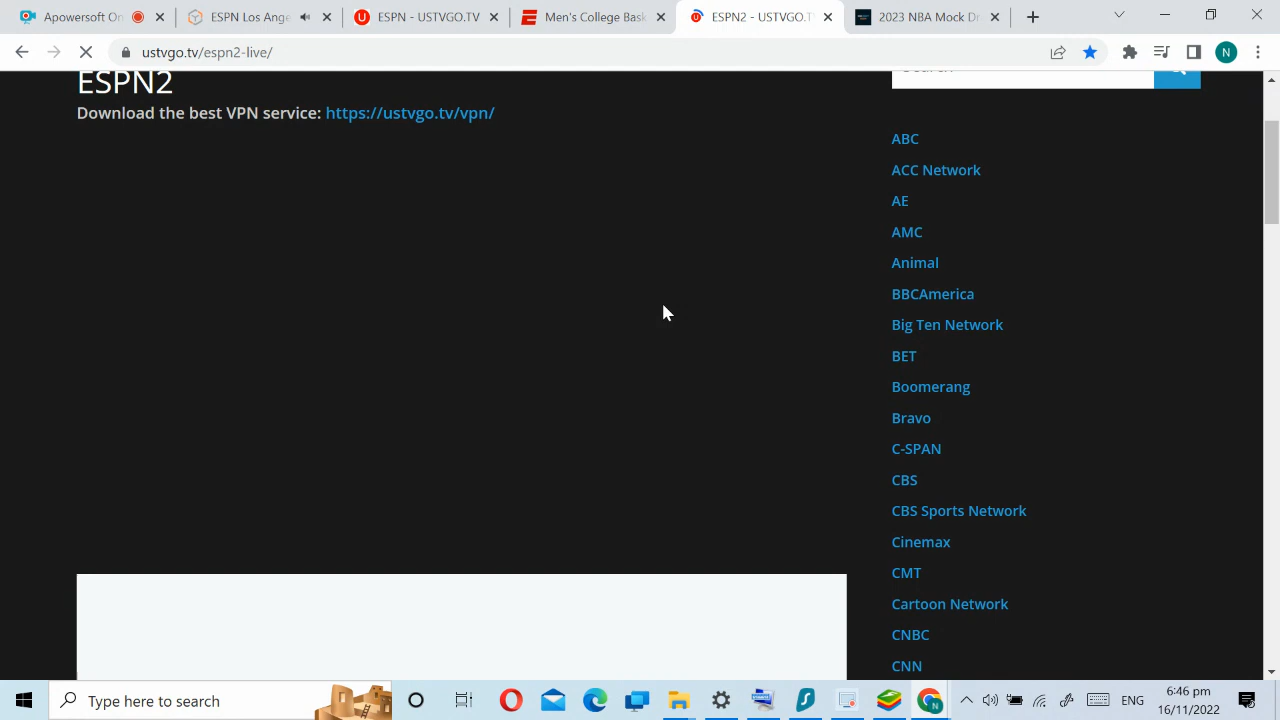 Apowersoft On
ESPN Los Ange
ESPN - USTVGO TV
Men's College Bask
ESPN2 - USTVGO.T
2023 NBA Mock Dr
ustvgo.tv/espn2-live/
N
ESPN2
Download the best VPN service: https://ustvgo.tv/vpn/
ABC
ACC Network
AE
AMC
Animal
BBCAmerica
Big Ten Network
BET
Boomerang
Bravo
C-SPAN
CBS
CBS Sports Network
Cinemax
CMT
Cartoon Network
CNBC
CNN
Type here to search
ENG
6:46 pm
16/11/2022